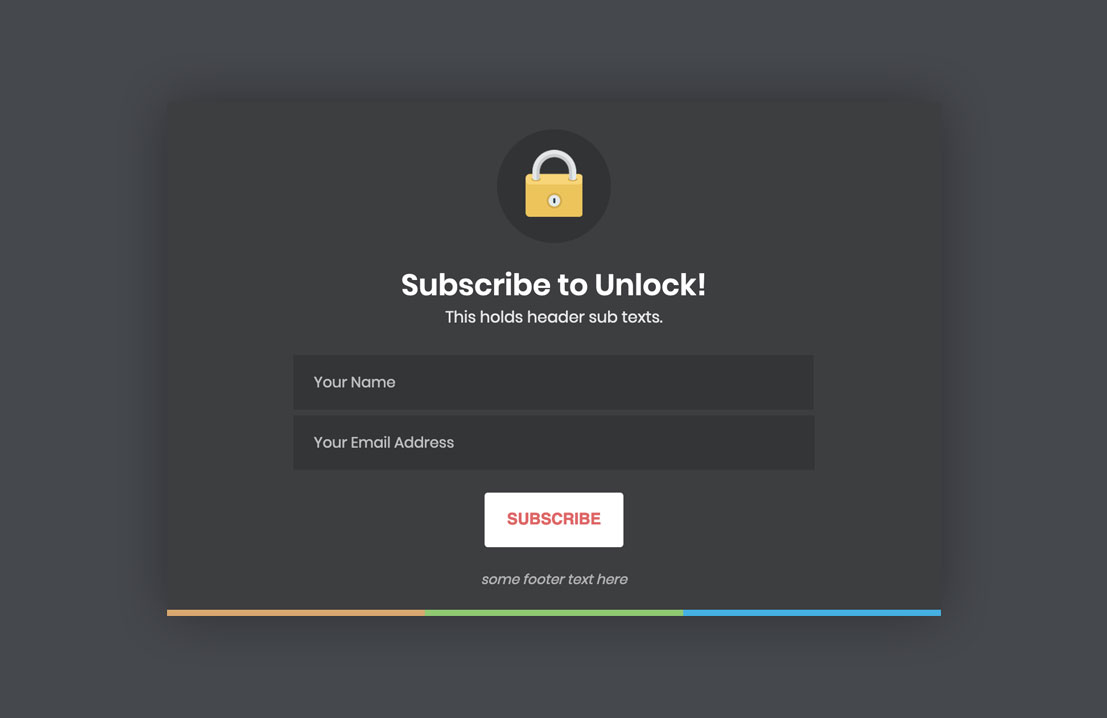 Subscribe to Unlock!
This holds header sub texts.
Your Name
Your Email Address
SUBSCRIBE
some footer text here